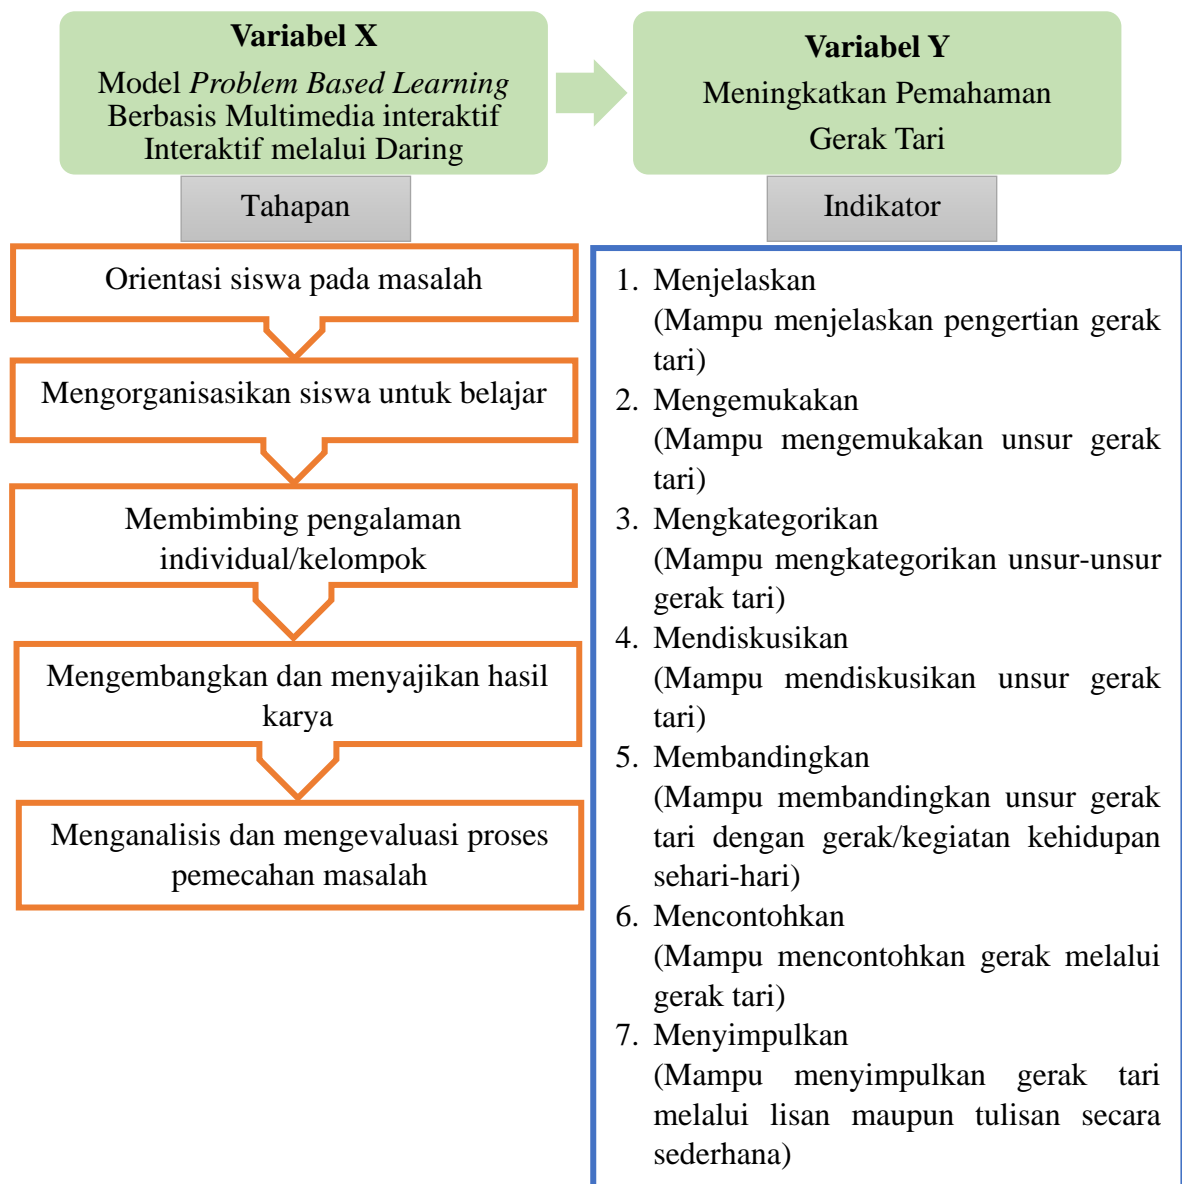 Variabel X
Model Problem Based Learning
Berbasis Multimedia interaktif
Interaktif melalui Daring
Variabel Y
Meningkatkan Pemahaman
Gerak Tari
Tahapan
Indikator
Orientasi siswa pada masalah
Mengorganisasikan siswa untuk belajar
Membimbing pengalaman
individual/kelompok
Mengembangkan dan menyajikan hasil
karya
Menganalisis dan mengevaluasi proses
pemecahan masalah
1. Menjelaskan
(Mampu menjelaskan pengertian gerak
tari)
2. Mengemukakan
(Mampu mengemukakan unsur gerak
tari)
3. Mengkategorikan
(Mampu mengkategorikan unsur-unsur
gerak tari)
4. Mendiskusikan
(Mampu mendiskusikan unsur gerak
tari)
5. Membandingkan
(Mampu membandingkan unsur gerak
tari dengan gerak/kegiatan kehidupan
sehari-hari)
6. Mencontohkan
(Mampu mencontohkan gerak melalui
gerak tari)
7. Menyimpulkan
(Mampu menyimpulkan gerak tari
melalui lisan maupun tulisan secara
sederhana)